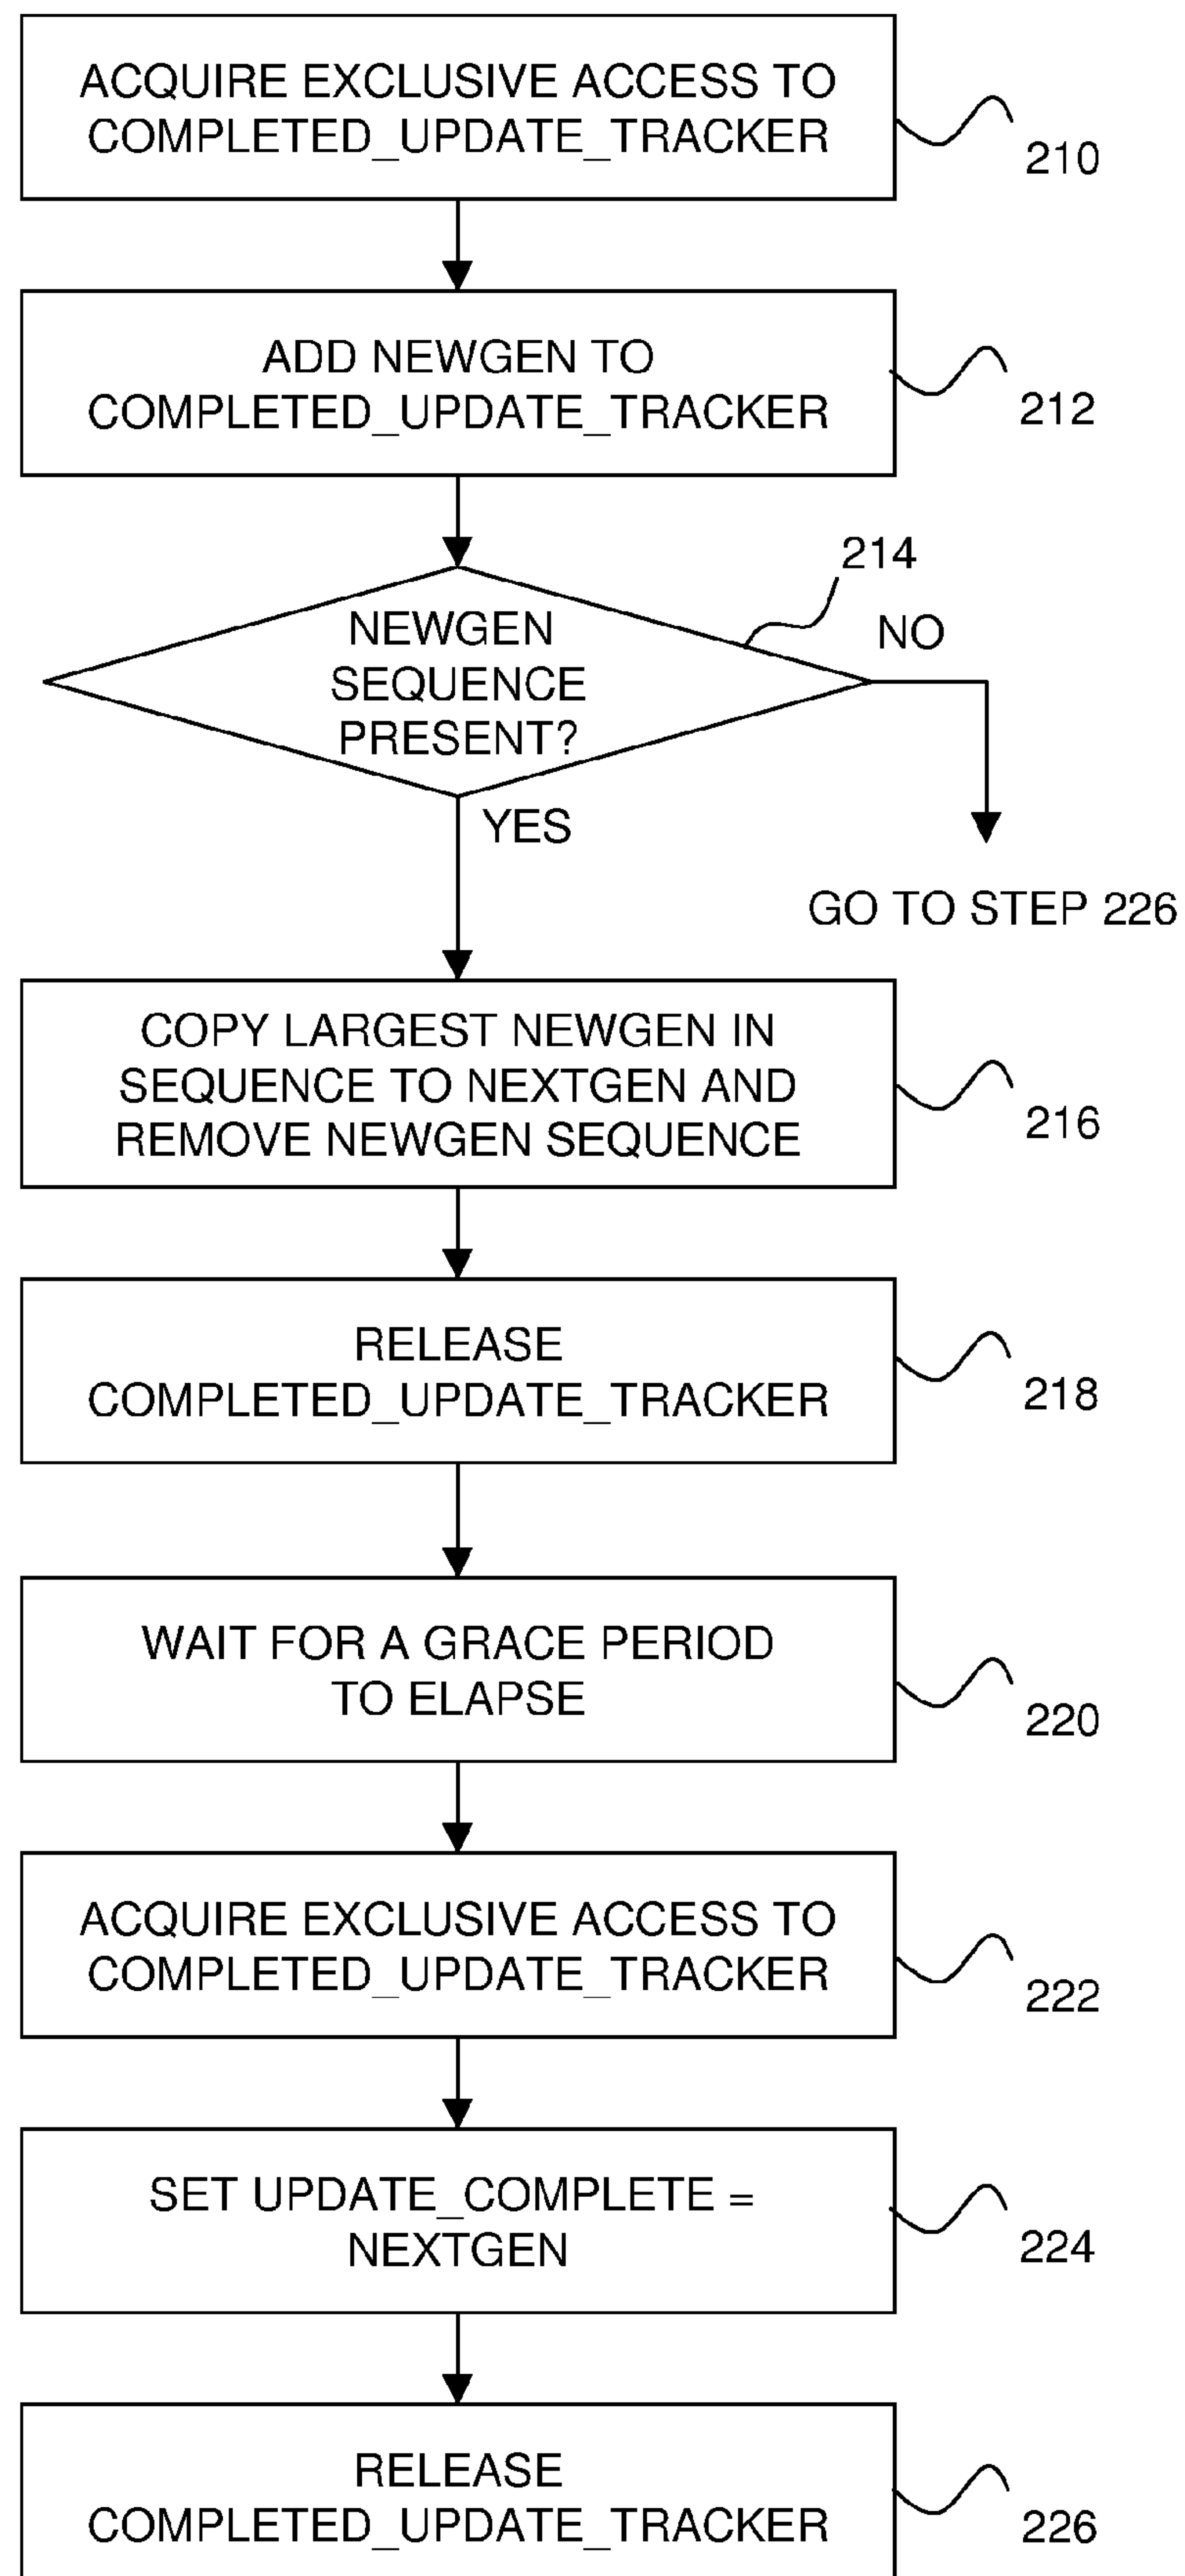 ACQUIRE EXCLUSIVE ACCESS TO
COMPLETED_UPDATE_TRACKER
210
ADD NEWGEN TO
COMPLETED_UPDATE_TRACKER
212
214
NEWGEN
SEQUENCE
PRESENT?
NO
YES
GO TO STEP 226
COPY LARGEST NEWGEN IN
SEQUENCE TO NEXTGEN AND
REMOVE NEWGEN SEQUENCE
216
RELEASE
COMPLETED_UPDATE_TRACKER
218
WAIT FOR A GRACE PERIOD
TO ELAPSE
220
ACQUIRE EXCLUSIVE ACCESS TO
COMPLETED_UPDATE_TRACKER
222
SET UPDATE_COMPLETE =
NEXTGEN
224
RELEASE
COMPLETED_UPDATE_TRACKER
226